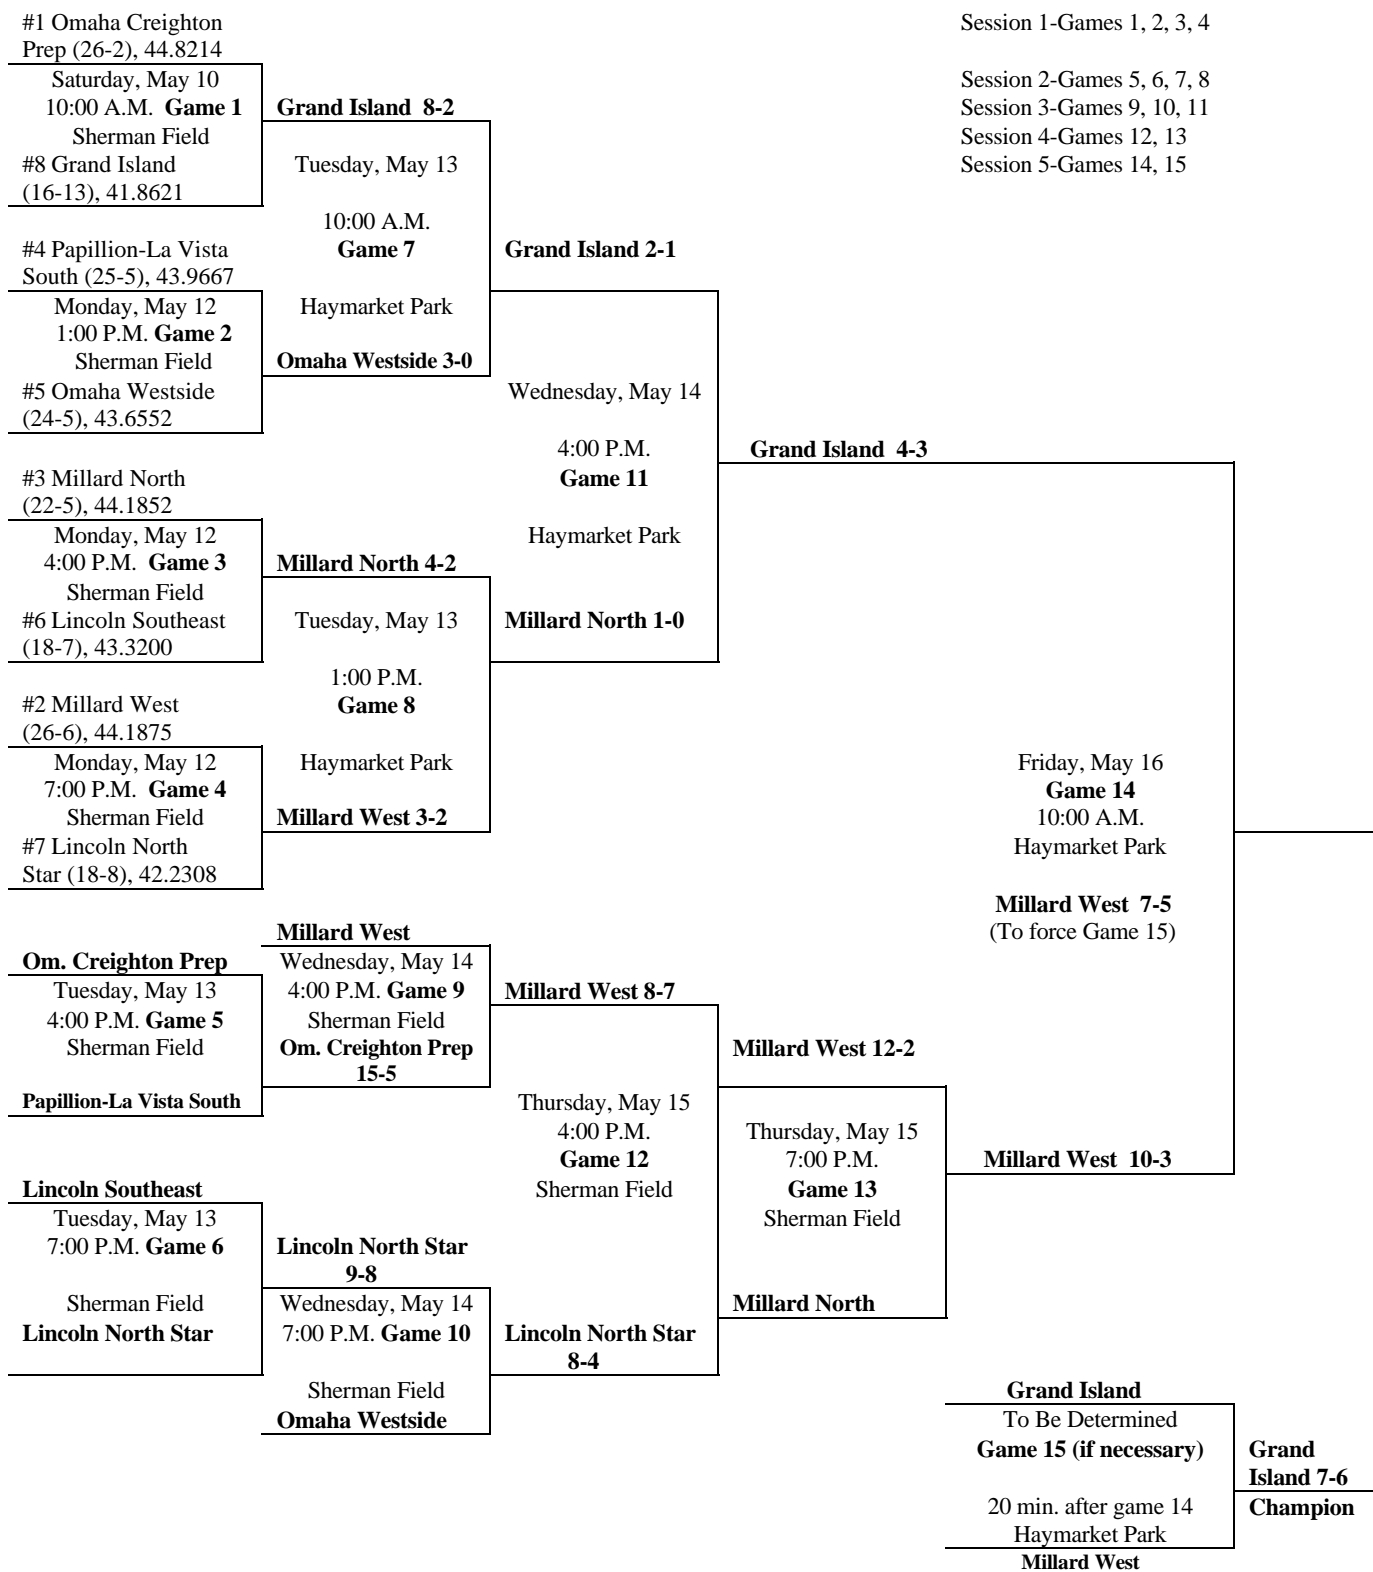 #1 Omaha Creighton
Prep (26-2), 44.8214
Saturday, May 10
10:00 A.M. Game 1
Sherman Field
#8 Grand Island
(16-13), 41.8621
#4 Papillion-La Vista
South (25-5), 43.9667
Monday, May 12
1:00 P.M. Game 2
Sherman Field
#5 Omaha Westside
(24-5), 43.6552
#3 Millard North
(22-5), 44.1852
Monday, May 12
4:00 P.M. Game 3
Sherman Field
#6 Lincoln Southeast
(18-7), 43.3200
#2 Millard West
(26-6), 44.1875
Monday, May 12
7:00 P.M. Game 4
Sherman Field
#7 Lincoln North
Star (18-8), 42.2308
Om. Creighton Prep
Tuesday, May 13
4:00 P.M. Game 5
Sherman Field
Papillion-La Vista South
Lincoln Southeast
Tuesday, May 13
7:00 P.M. Game 6
Sherman Field
Lincoln North Star
Grand Island 8-2
Tuesday, May 13
10:00 A.M.
Game 7
Haymarket Park
Omaha Westside 3-0
Millard North 4-2
Tuesday, May 13
1:00 P.M.
Game 8
Haymarket Park
Millard West 3-2
Millard West
Wednesday, May 14
4:00 P.M. Game 9
Sherman Field
Om. Creighton Prep
15-5
Lincoln North Star
9-8
Wednesday, May 14
7:00 P.M. Game 10
Sherman Field
Omaha Westside
Grand Island 2-1
Wednesday, May 14
4:00 P.M.
Game 11
Haymarket Park
Millard North 1-0
Millard West 8-7
Thursday, May 15
4:00 P.M.
Game 12
Sherman Field
Lincoln North Star
8-4
Grand Island 4-3
Millard West 12-2
Thursday, May 15
7:00 P.M.
Game 13
Sherman Field
Millard North
Session 1-Games 1, 2, 3, 4
Session 2-Games 5, 6, 7, 8
Session 3-Games 9, 10, 11
Session 4-Games 12, 13
Session 5-Games 14, 15
Friday, May 16
Game 14
10:00 A.M.
Haymarket Park
Millard West 7-5
(To force Game 15)
Millard West 10-3
Grand Island
To Be Determined
Game 15 (if necessary)
20 min. after game 14
Haymarket Park
Millard West
Grand
Island 7-6
Champion